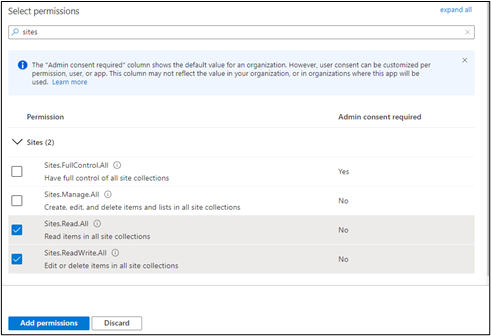 Select permissions
expand all
sites
The "Admin consent required" column shows the default value for an organization. However, user consent can be customized per
permission, user, or app. This column may not reflect the value in your organization, or in organizations where this app will be
used. Learn more
Permission
Admin consent required
Sites (2)
Sites.FullControl.All
Have full control of all site collections
Yes
Sites.Manage.All
Create, edit, and delete items and lists in all site collections
No
Sites.Read.All
Read items in all site collections
No
Sites.ReadWrite.All
Edit or delete items in all site collections
No
Add permissions
Discard